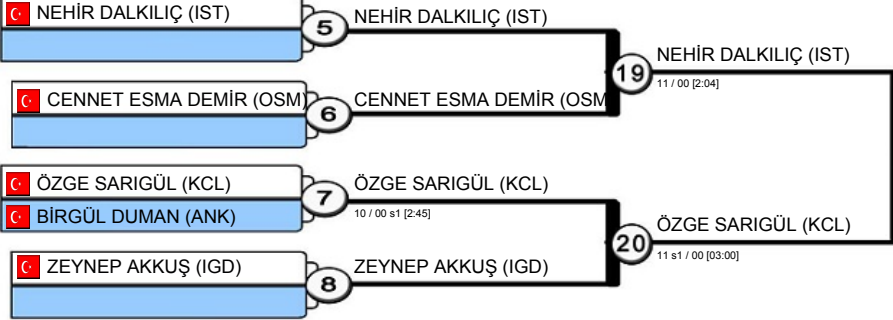 NEHİR DALKILIÇ (IST)
5
NEHİR DALKILIÇ (IST)
19
NEHİR DALKILIÇ (IST)
11 / 00 [2:04]
CENNET ESMA DEMİR (OSM)
6
CENNET ESMA DEMİR (OSM
ÖZGE SARIGÜL (KCL)
BİRGÜL DUMAN (ANK)
7
ÖZGE SARIGÜL (KCL)
10 / 00 s1 [2:45]
20
ÖZGE SARIGÜL (KCL)
11 s1 / 00 [03:00]
ZEYNEP AKKUŞ (IGD)
8
ZEYNEP AKKUŞ (IGD)